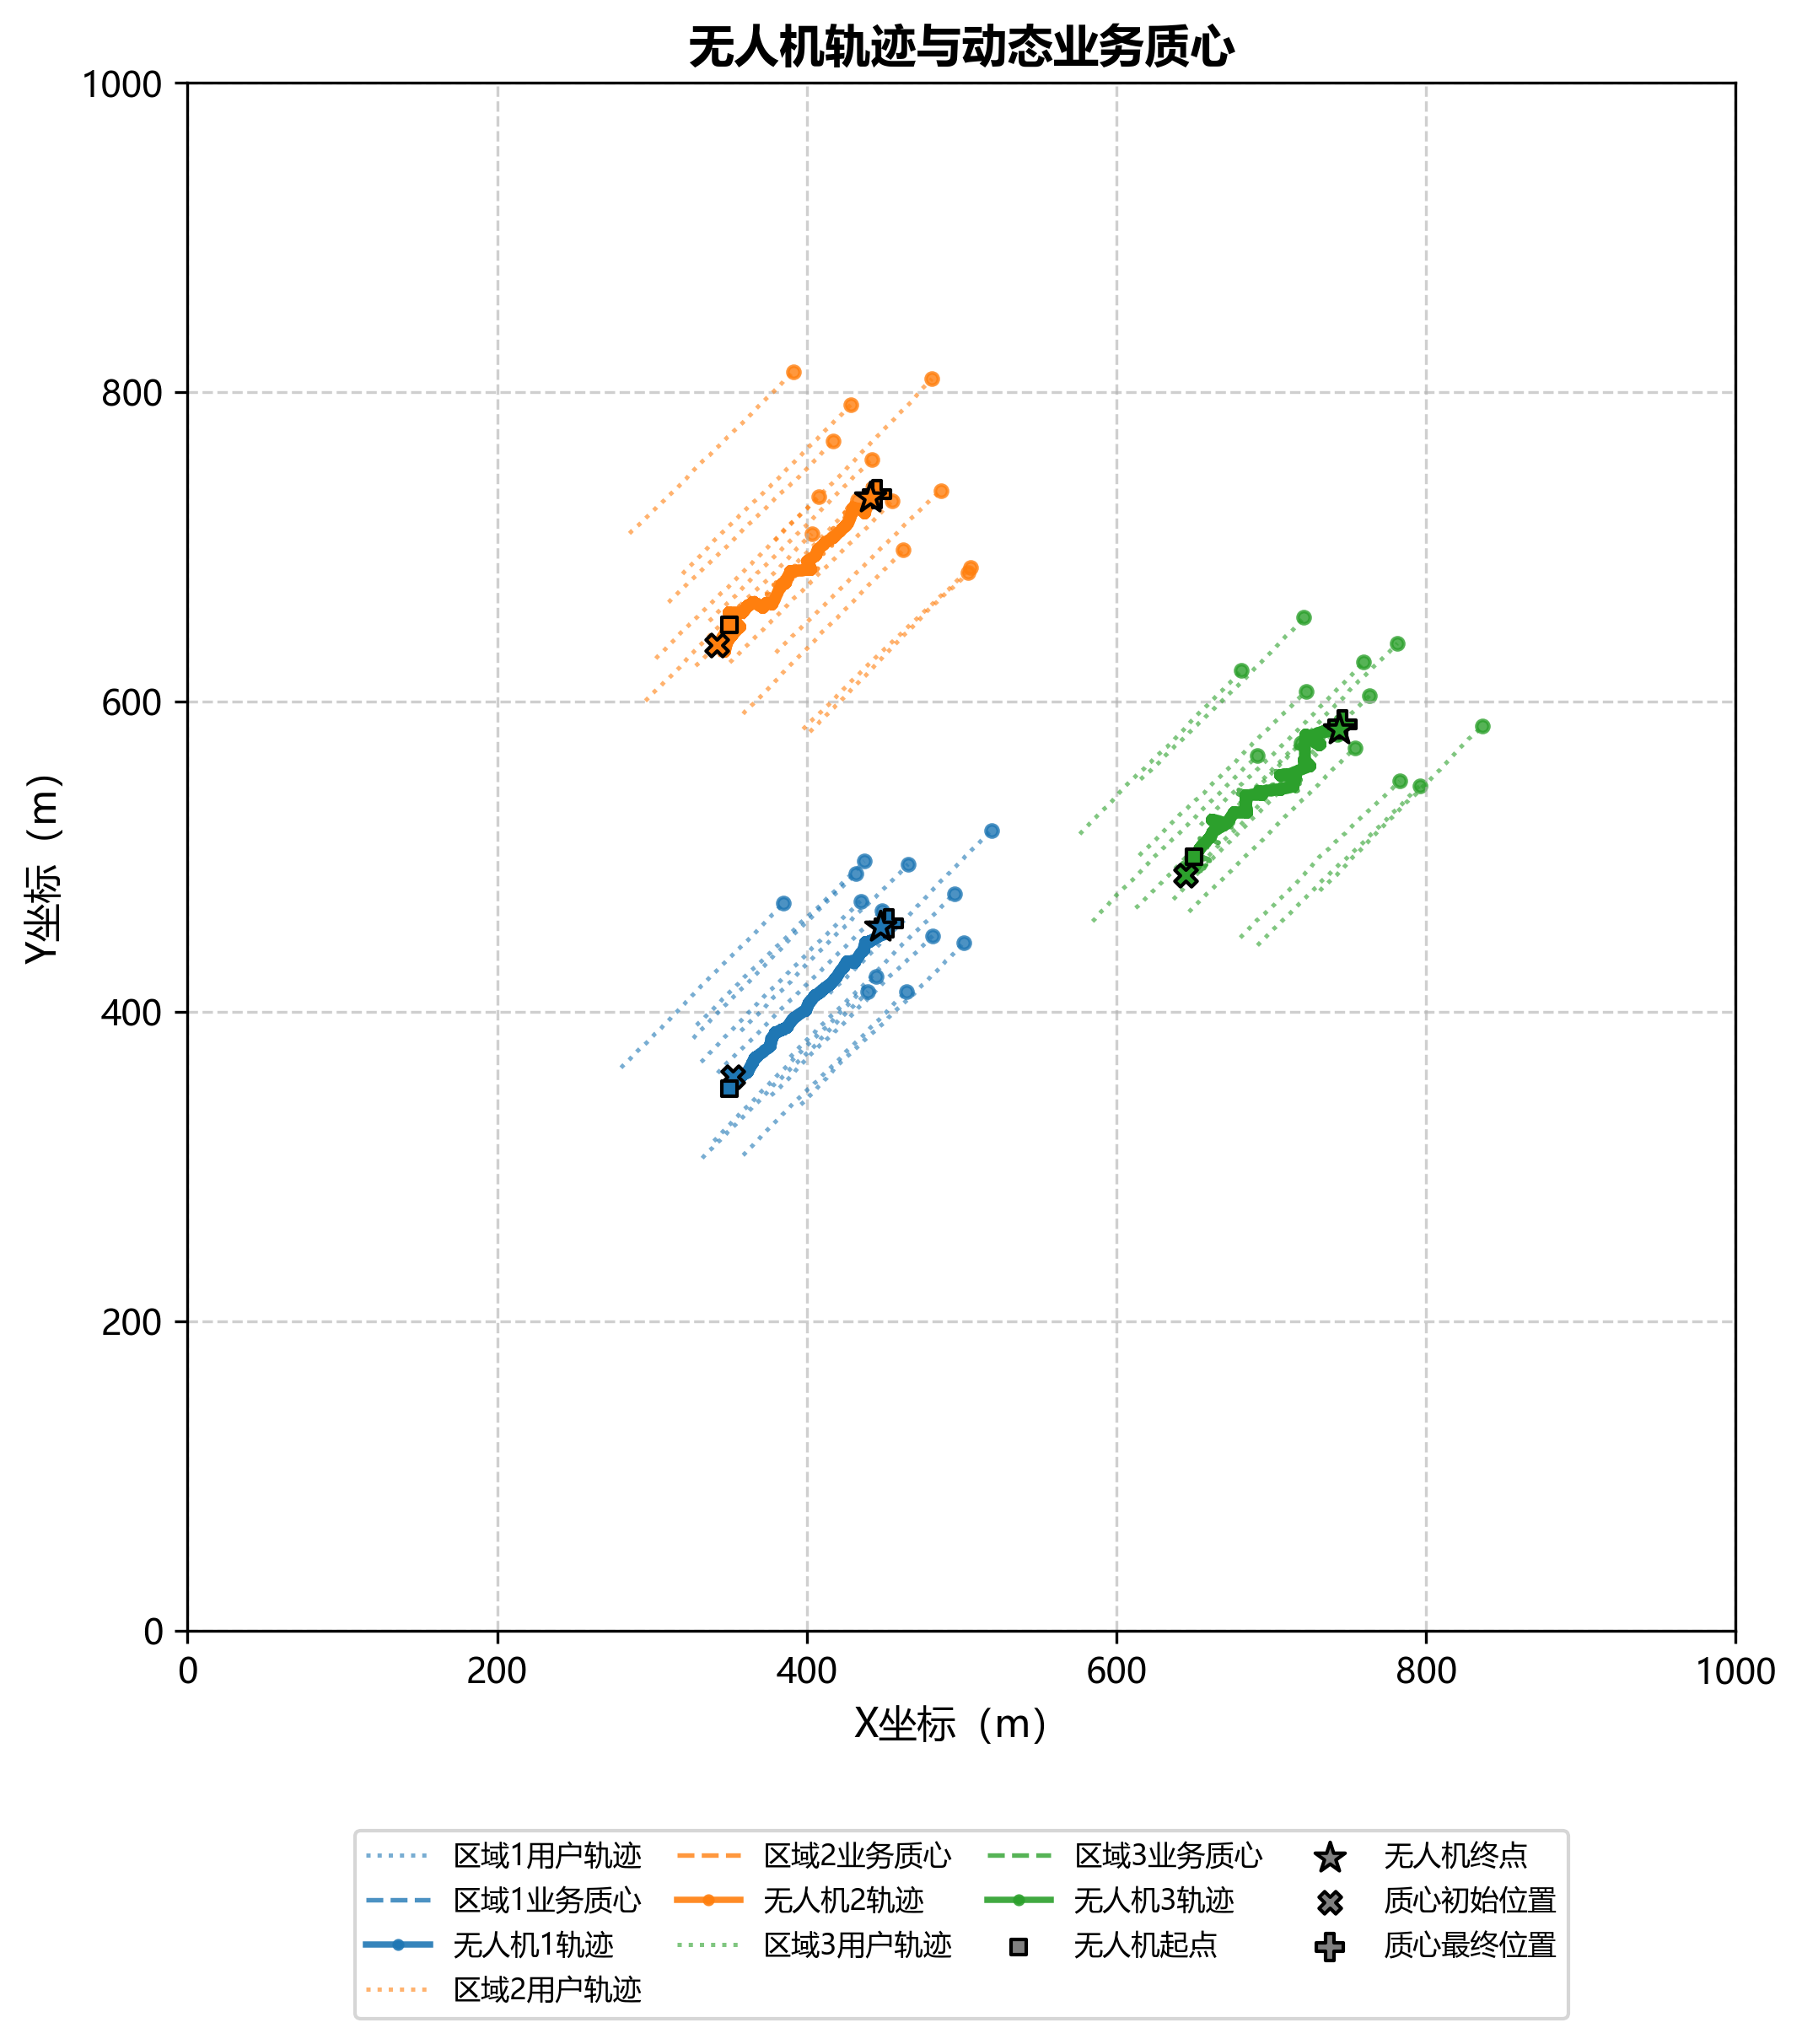 无人机轨迹与动态业务质心
1000
800
600
400
200
0
Y坐标（m）
0 200 400 600 800 1000
X坐标（m）
区域1用户轨迹
区域1业务质心
无人机1轨迹
区域2用户轨迹
区域2业务质心
无人机2轨迹
区域3用户轨迹
区域3业务质心
无人机3轨迹
无人机起点
无人机终点
质心初始位置
质心最终位置